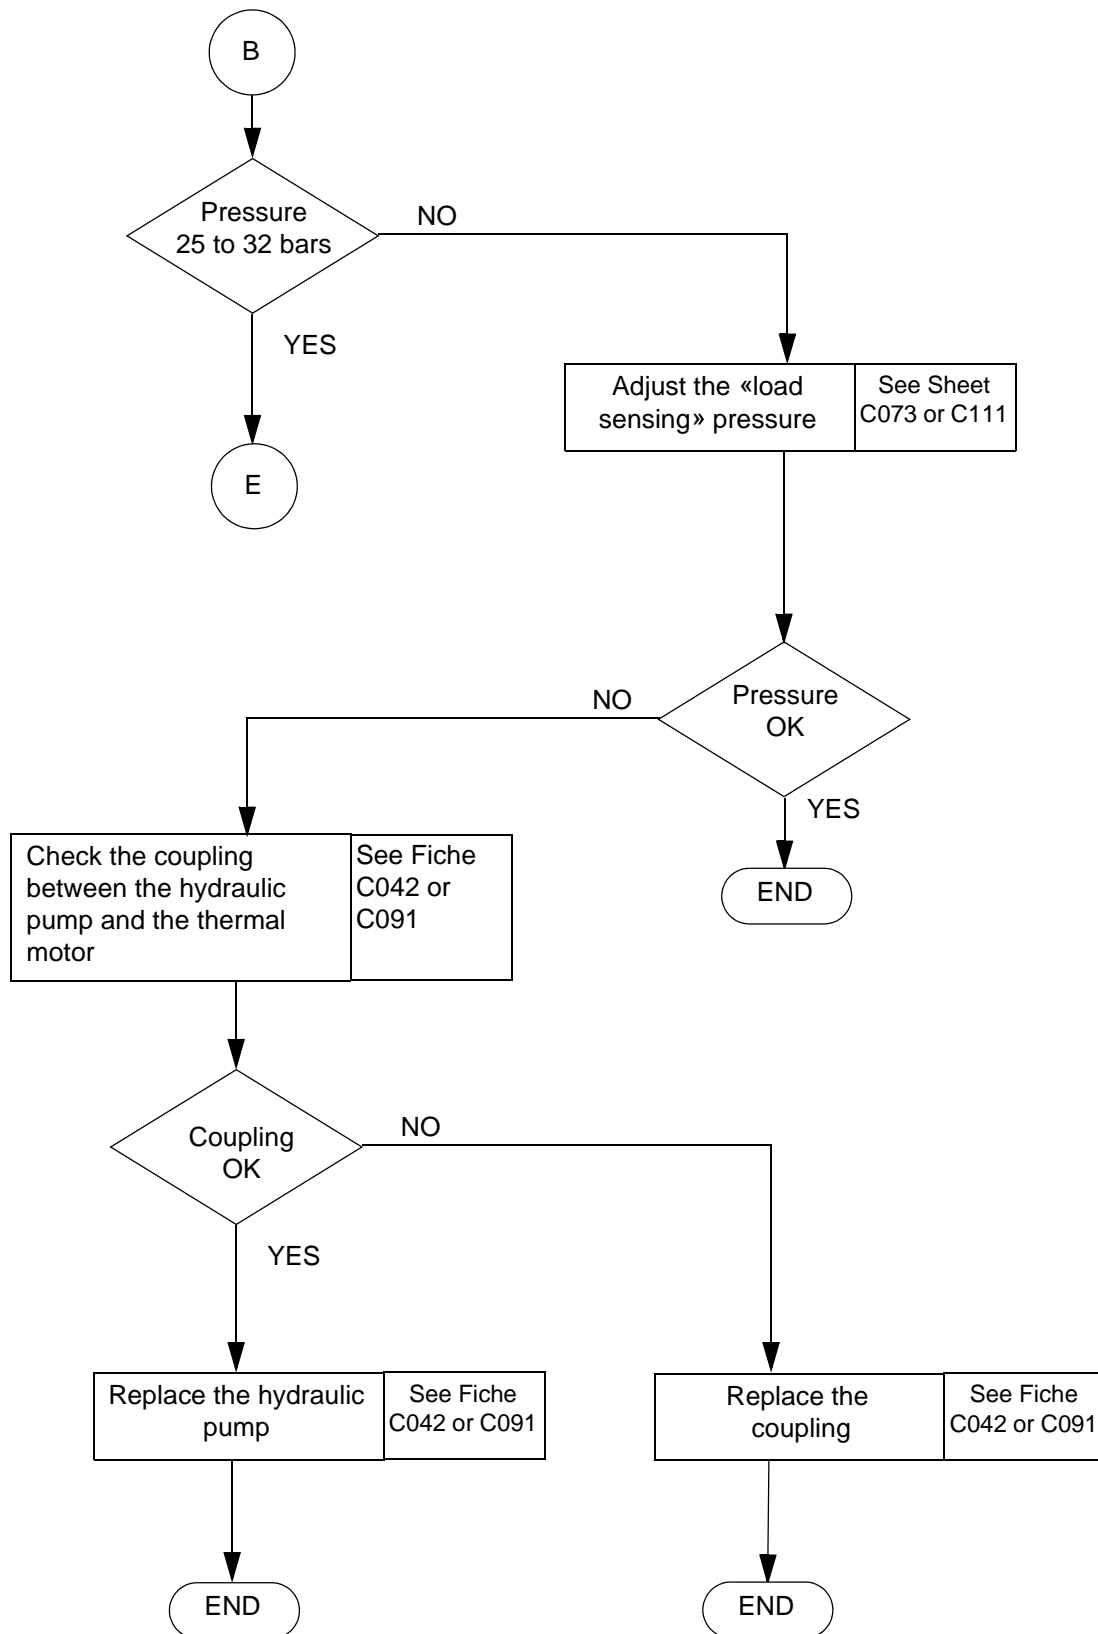 B
Pressure
25 to 32 bars
NO
YES
E
Adjust the «load
sensing» pressure
See Sheet
C073 or C111
Pressure
OK
NO
YES
END
Check the coupling
between the hydraulic
pump and the thermal
motor
See Fiche
C042 or
C091
Coupling
OK
NO
YES
Replace the hydraulic
pump
See Fiche
C042 or C091
Replace the
coupling
See Fiche
C042 or C091
END
END